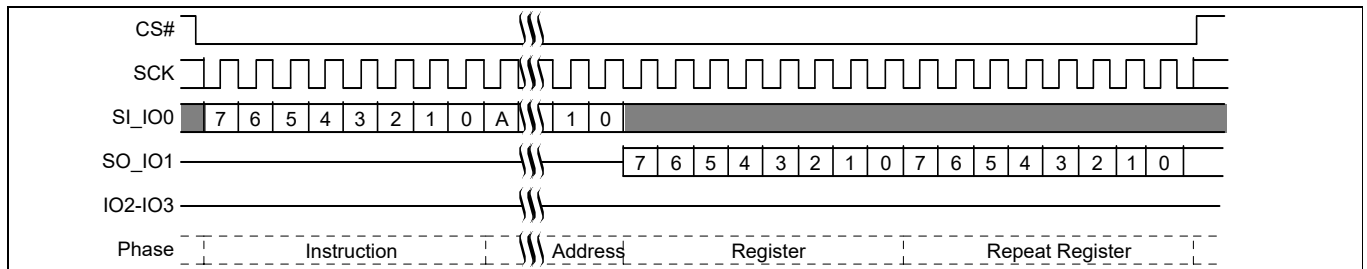 CS#
SCK
SI_IO0 7 6 5 4 3 2 1 0 A 1 0
SO_IO1 7 6 5 4 3 2 1 0 7 6 5 4 3 2 1 0
IO2-IO3
Phase Instruction Address Register Repeat Register